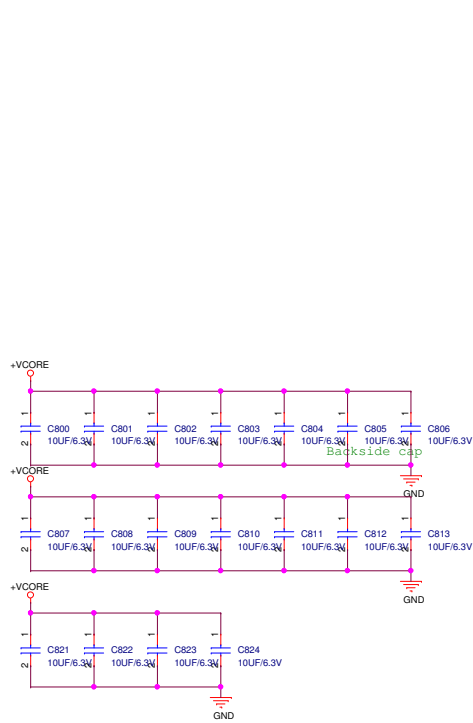 +VCORE
1 1 1 1 1 1 1
C800 C801 C802 C803 C804 C805 C806
2 10UF/6.3V 2 10UF/6.3V 2 10UF/6.3V 2 10UF/6.3V 2 10UF/6.3V 2 10UF/6.3V 2 10UF/6.3V
Backside cap
+VCORE
GND
1 1 1 1 1 1 1
C807 C808 C809 C810 C811 C812 C813
2 10UF/6.3V 2 10UF/6.3V 2 10UF/6.3V 2 10UF/6.3V 2 10UF/6.3V 2 10UF/6.3V 2 10UF/6.3V
+VCORE
GND
1 1 1 1
C821 C822 C823 C824
2 10UF/6.3V 2 10UF/6.3V 2 10UF/6.3V 2 10UF/6.3V
GND